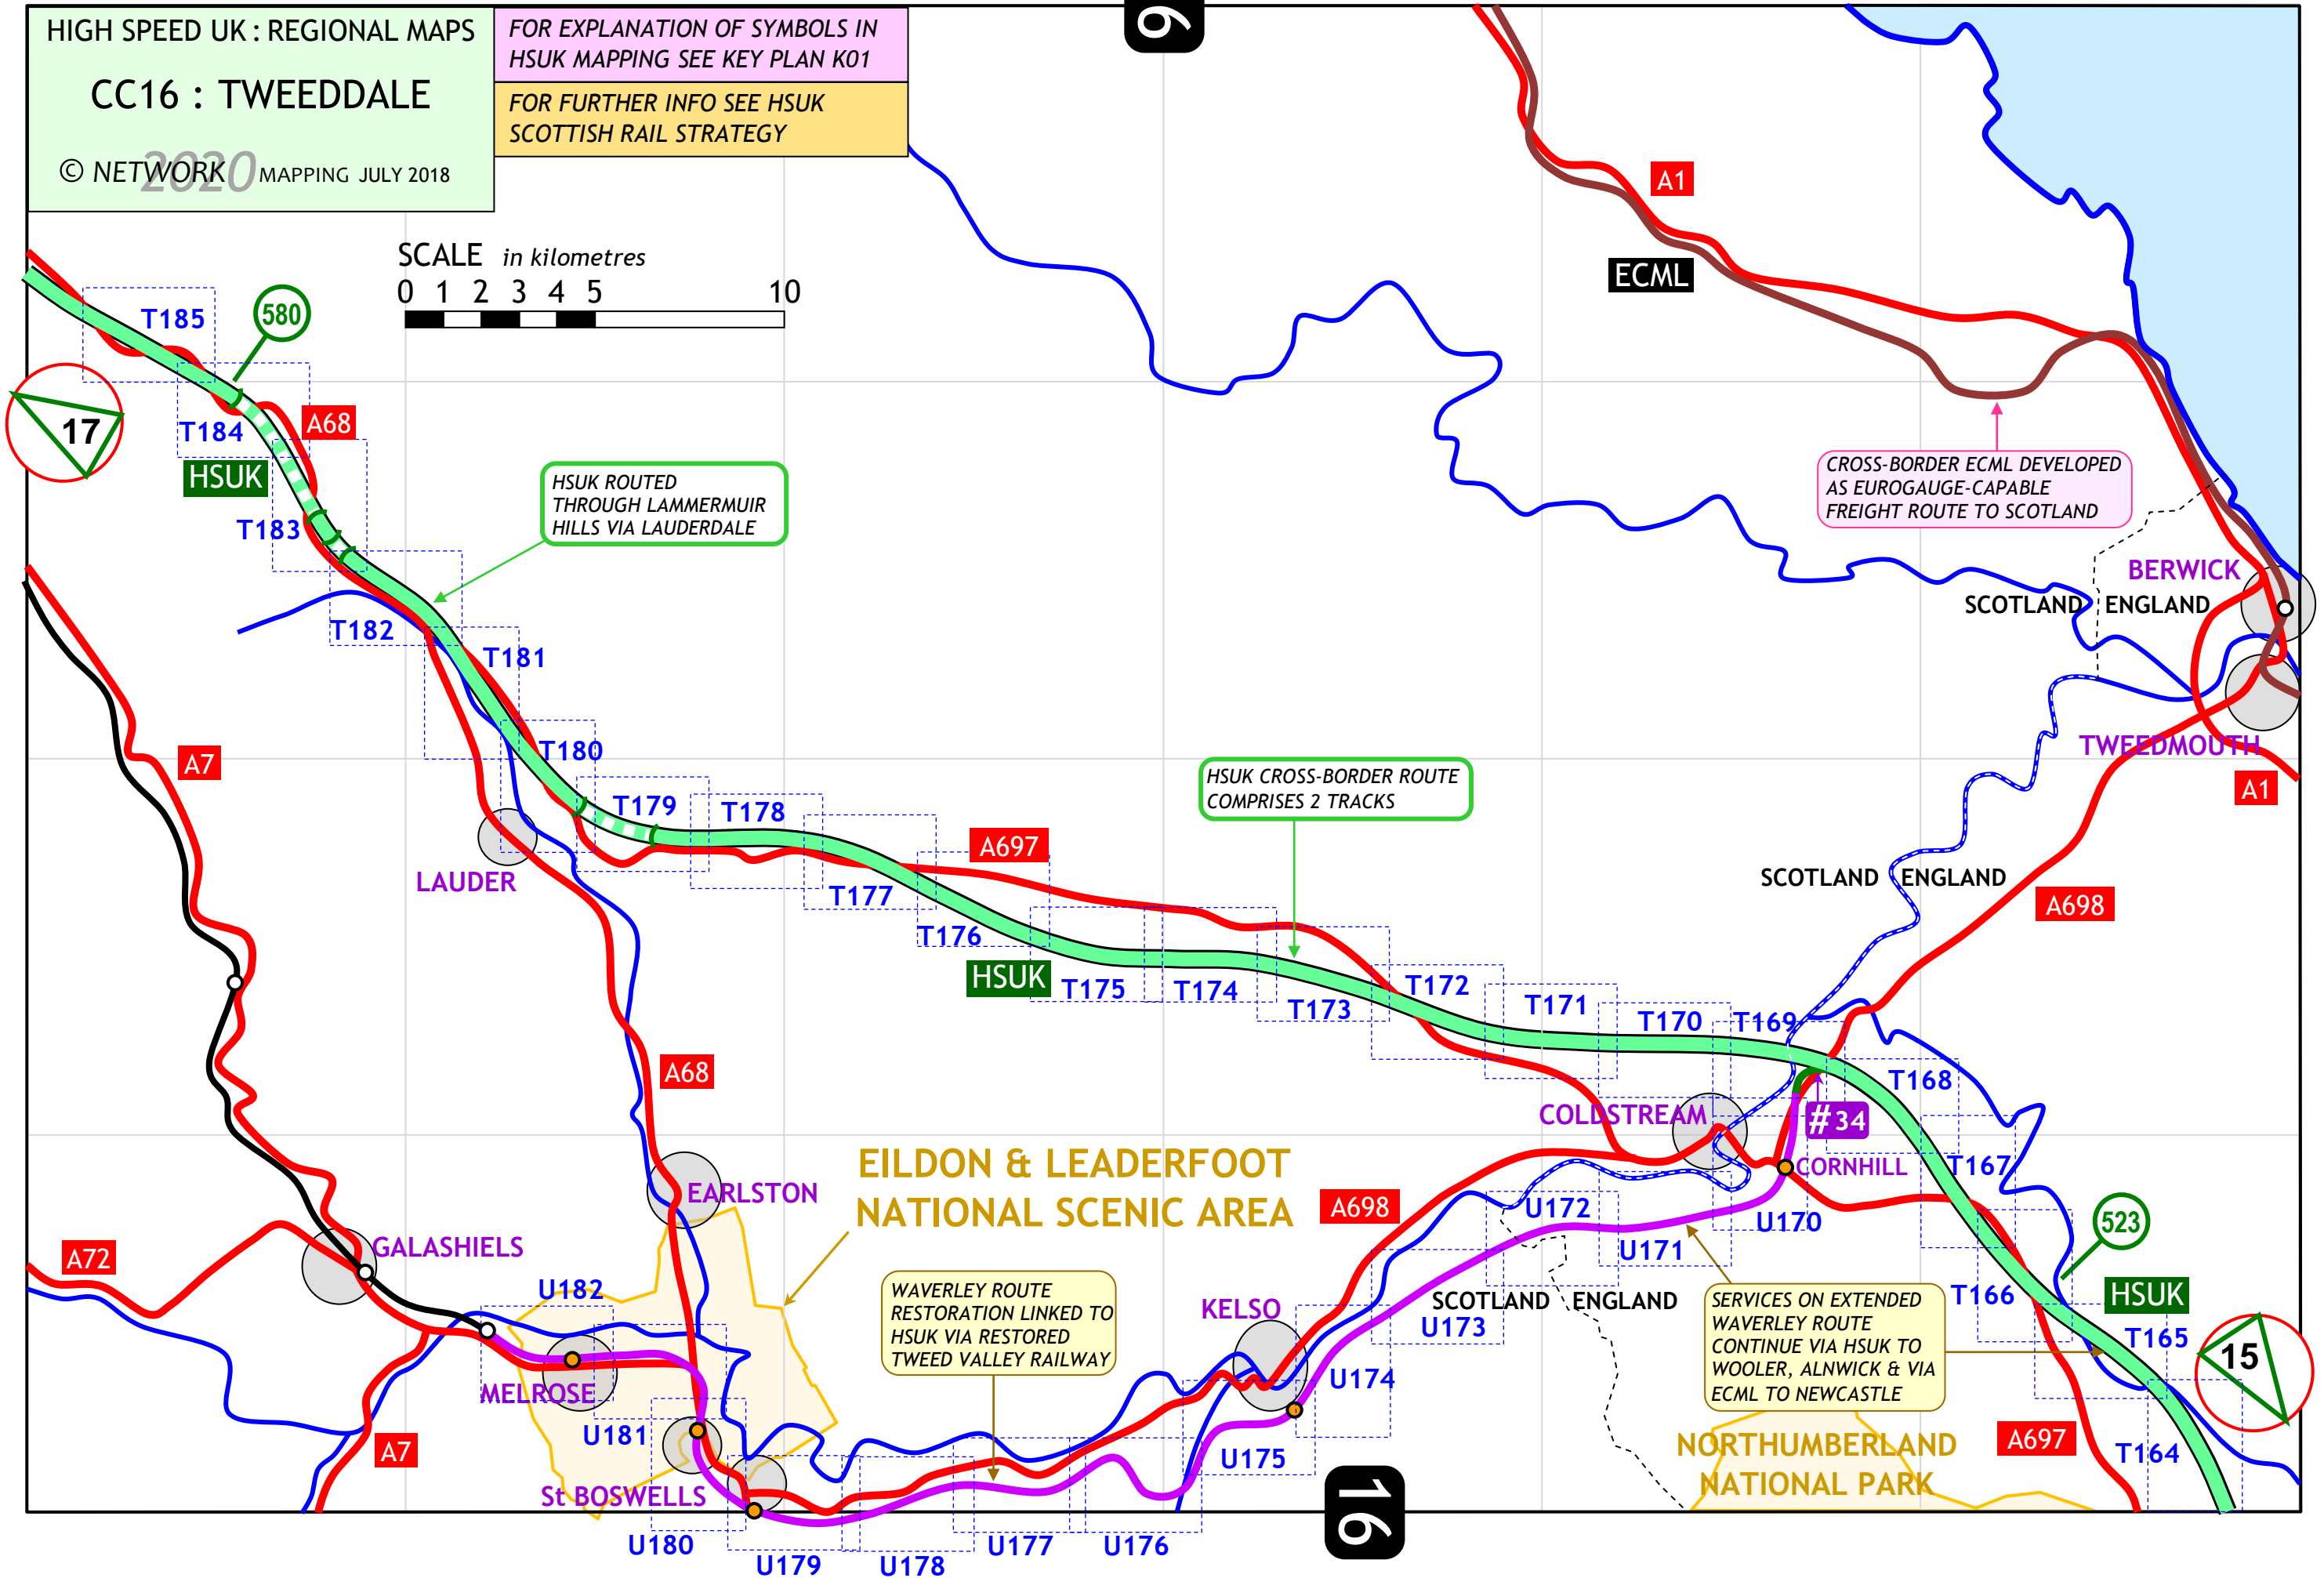 HIGH SPEED UK : REGIONAL MAPS
CC16 : TWEEDDALE
© NETWORK 2020 MAPPING JULY 2018
FOR EXPLANATION OF SYMBOLS IN
HSUK MAPPING SEE KEY PLAN K01
FOR FURTHER INFO SEE HSUK
SCOTTISH RAIL STRATEGY
SCALE in kilometres
0 1 2 3 4 5 10
16
A1
ECML
T185
580
17
T184
A68
HSUK
T183
HSUK ROUTED
THROUGH LAMMERMUIR
HILLS VIA LAUDERDALE
CROSS-BORDER ECML DEVELOPED
AS EUROGAUGE-CAPABLE
FREIGHT ROUTE TO SCOTLAND
BERWICK
SCOTLAND ENGLAND
T182
T181
TWEEDMOUTH
A1
A7
T180
T179
T178
HSUK CROSS-BORDER ROUTE
COMPRISES 2 TRACKS
A697
LAUDER
T177
SCOTLAND ENGLAND
A698
T176
HSUK
T175
T174
T173
T172
T171
T170
T169
T168
A68
COLDSTREAM
#34
CORNHILL
T167
EILDON & LEADERFOOT
NATIONAL SCENIC AREA
EARLSTON
A698
U172
U170
U171
523
GALASHIELS
A72
U182
WAVERLEY ROUTE
RESTORATION LINKED TO
HSUK VIA RESTORED
TWEED VALLEY RAILWAY
KELSO
SCOTLAND ENGLAND
U173
SERVICES ON EXTENDED
WAVERLEY ROUTE
CONTINUE VIA HSUK TO
WOOLER, ALNWICK & VIA
ECML TO NEWCASTLE
T166
HSUK
T165
15
MELROSE
U174
U181
A7
U175
NORTHUMBERLAND
NATIONAL PARK
A697
T164
St BOSWELLS
16
U180
U179
U178
U177
U176